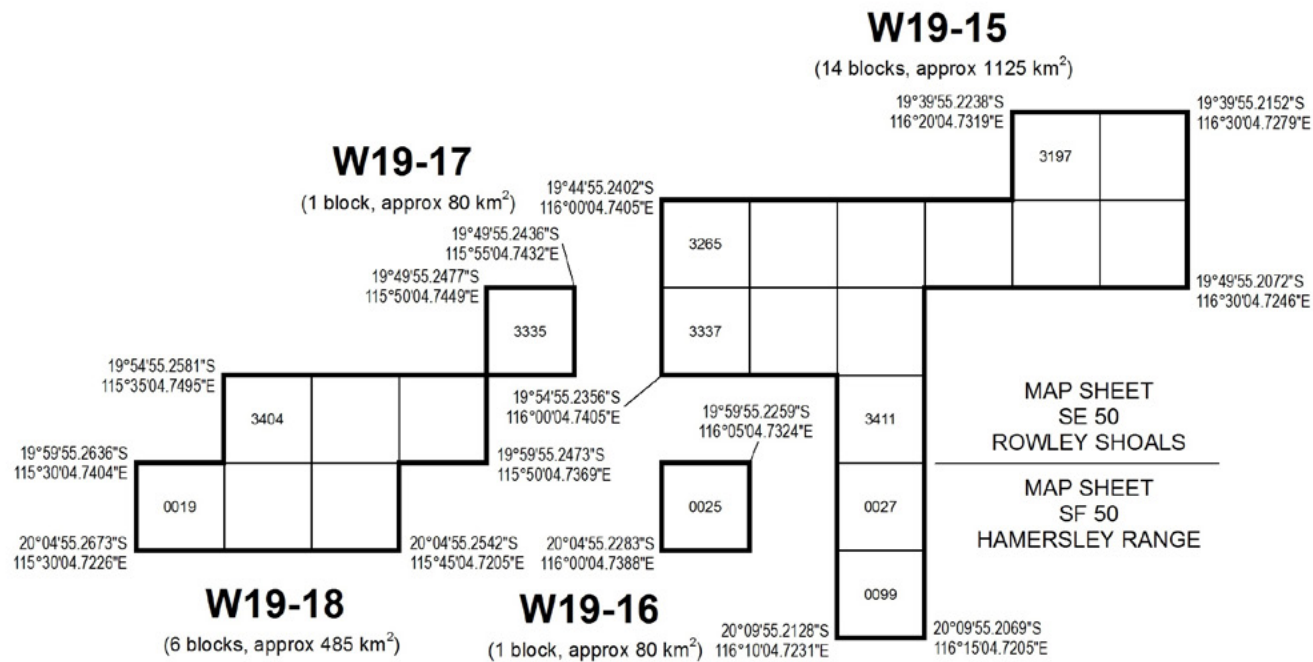 W19-15
(14 blocks, approx 1125 km²)
19°39'55.2238"S
116°20'04.7319"E
19°39'55.2152"S
116°30'04.7279"E
3197
W19-17
(1 block, approx 80 km²)
19°44'55.2402"S
116°00'04.7405"E
3265
19°49'55.2436"S
115°55'04.7432"E
19°49'55.2477"S
115°50'04.7449"E
19°49'55.2072"S
116°30'04.7246"E
3335
3337
19°54'55.2581"S
115°35'04.7495"E
19°54'55.2356"S
116°00'04.7405"E
3404
19°59'55.2259"S
116°05'04.7324"E
3411
MAP SHEET
SE 50
ROWLEY SHOALS
19°59'55.2636"S
115°30'04.7404"E
19°59'55.2473"S
115°50'04.7369"E
0019
0025
0027
MAP SHEET
SF 50
HAMERSLEY RANGE
20°04'55.2673"S
115°30'04.7226"E
20°04'55.2542"S
115°45'04.7205"E
20°04'55.2283"S
116°00'04.7388"E
0099
W19-18
(6 blocks, approx 485 km²)
W19-16
(1 block, approx 80 km²)
20°09'55.2128"S
116°10'04.7231"E
20°09'55.2069"S
116°15'04.7205"E